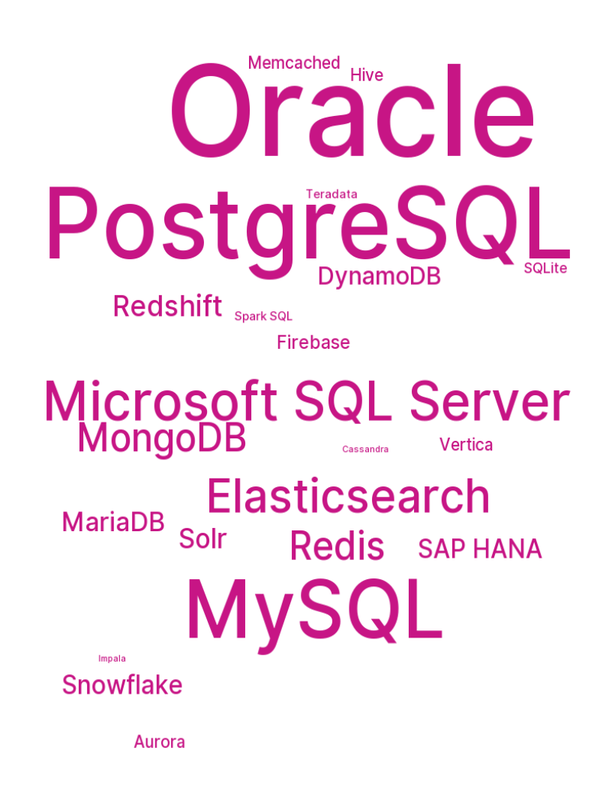 Memcached
Hive
Oracle
Teradata
PostgreSQL
SQLite
DynamoDB
Redshift
Spark SQL
Firebase
Microsoft SQL Server
MongoDB
Vertica
Cassandra
Elasticsearch
MariaDB
Solr
Redis
SAP HANA
MySQL
Impala
Snowflake
Aurora